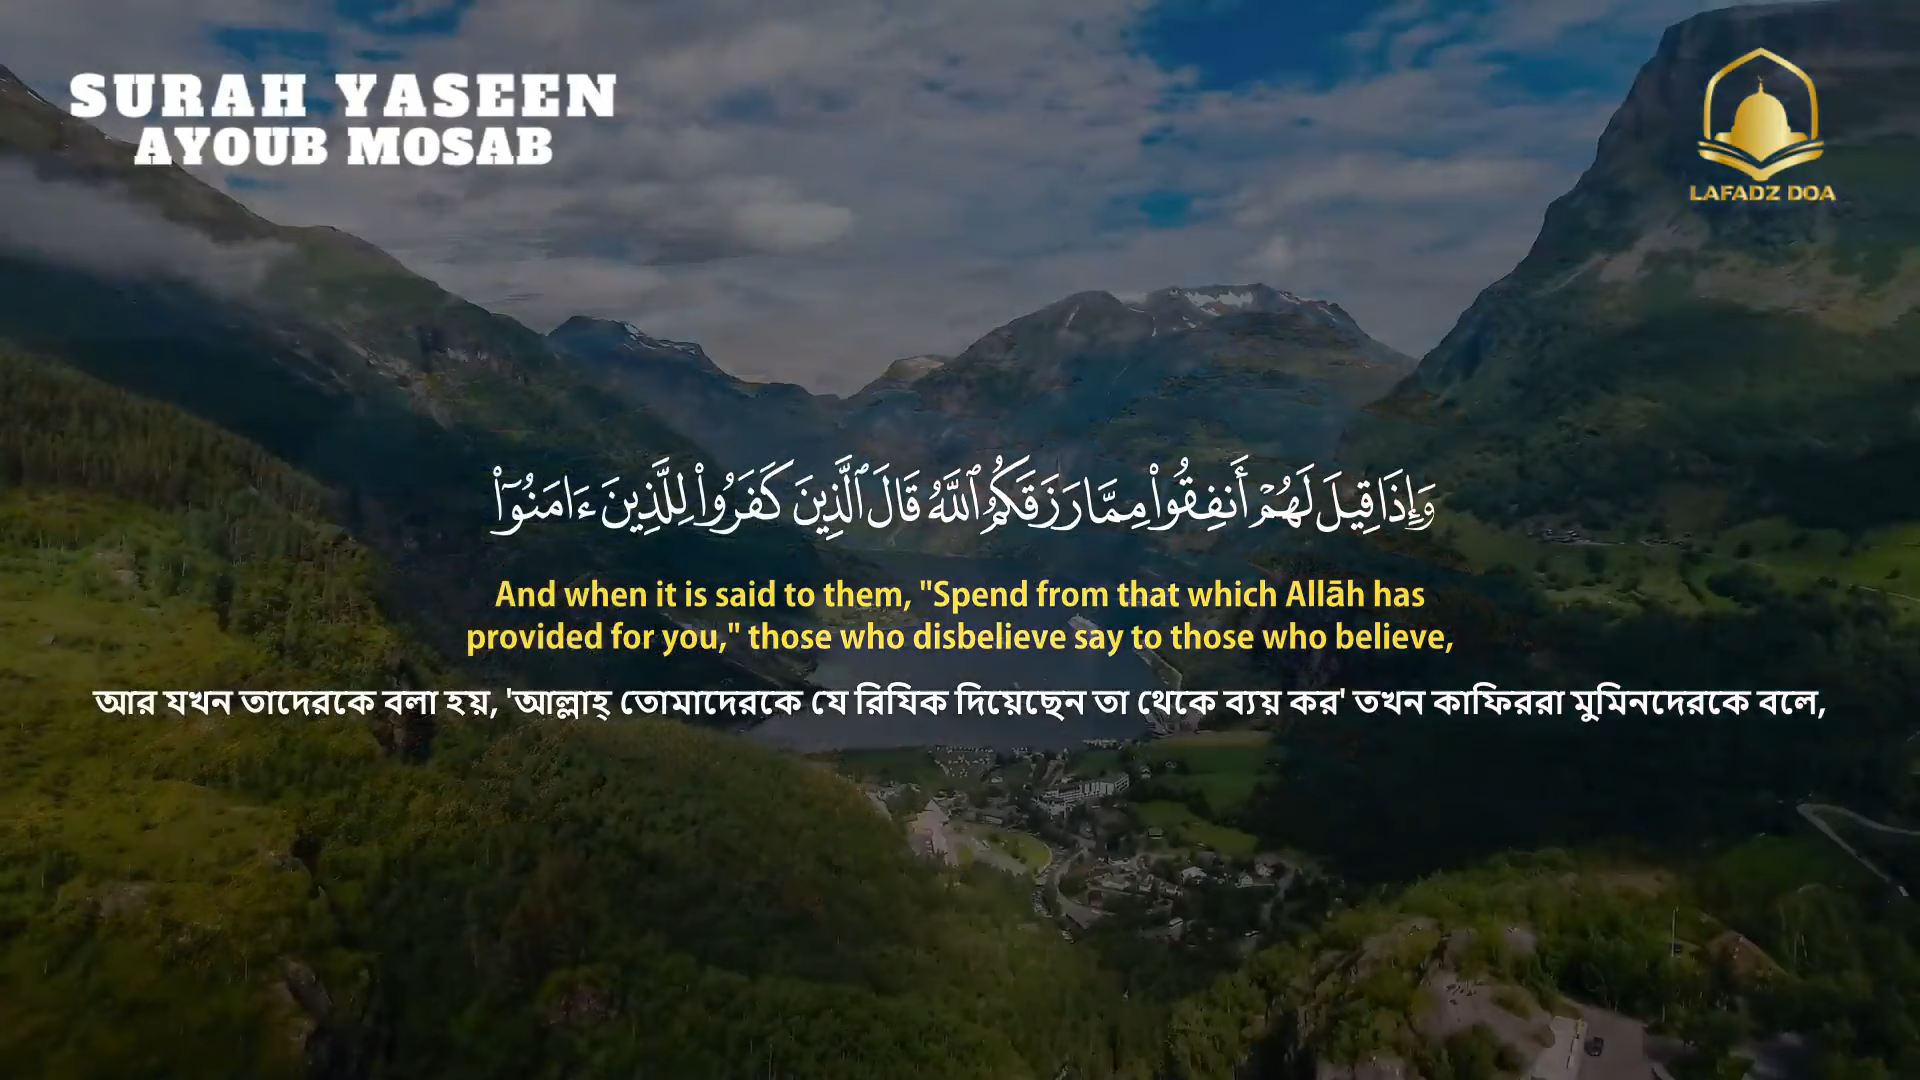 SURAH YASEEN
AYOUB MOSAB
LAFADZ DOA
وَإِذَا قِيلَ لَهُمْ أَنفِقُوا۟ مِمَّا رَزَقَكُمُ ٱللَّهُ قَالَ ٱلَّذِينَ كَفَرُوا۟ لِلَّذِينَ ءَامَنُوٓا۟
And when it is said to them, "Spend from that which Allāh has
provided for you," those who disbelieve say to those who believe,
আর যখন তাদেরকে বলা হয়, 'আল্লাহ্ তোমাদেরকে যে রিযিক দিয়েছেন তা থেকে ব্যয় কর' তখন কাফিররা মুমিনদেরকে বলে,